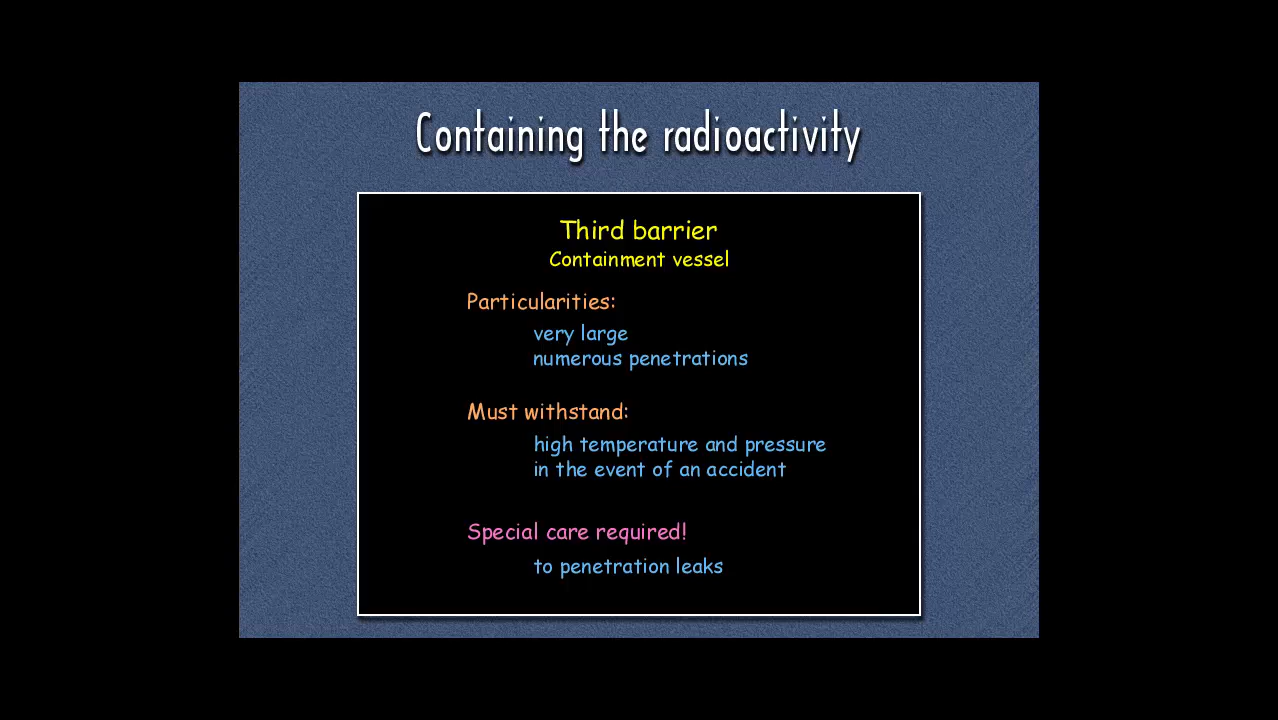 Containing the radioactivity
Third barrier
Containment vessel
Particularities:
very large
numerous penetrations
Must withstand:
high temperature and pressure
in the event of an accident
Special care required!
to penetration leaks